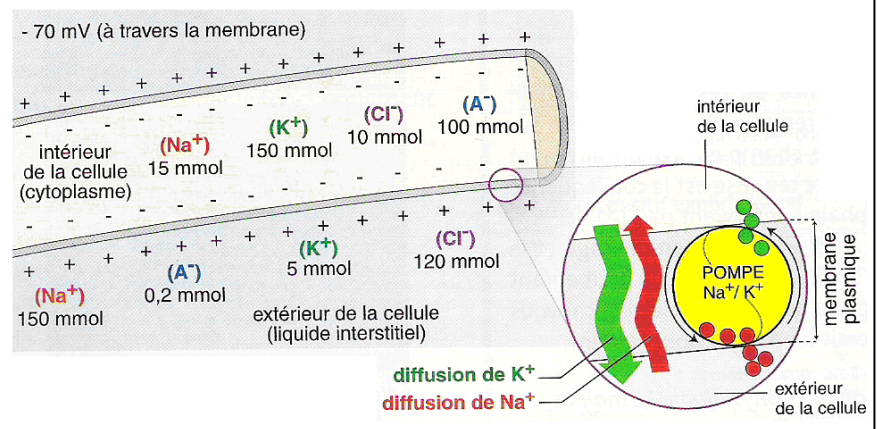 - 70 mV (à travers la membrane)
intérieur
de la cellule
(cytoplasme)
(Na⁺)
15 mmol
(K⁺)
150 mmol
(Cl⁻)
10 mmol
(A⁻)
100 mmol
(Na⁺)
150 mmol
(A⁻)
0,2 mmol
(K⁺)
5 mmol
(Cl⁻)
120 mmol
extérieur de la cellule
(liquide interstitiel)
intérieur
de la cellule
POMPE
Na⁺/ K⁺
membrane
plasmique
diffusion de K⁺
diffusion de Na⁺
extérieur
de la cellule